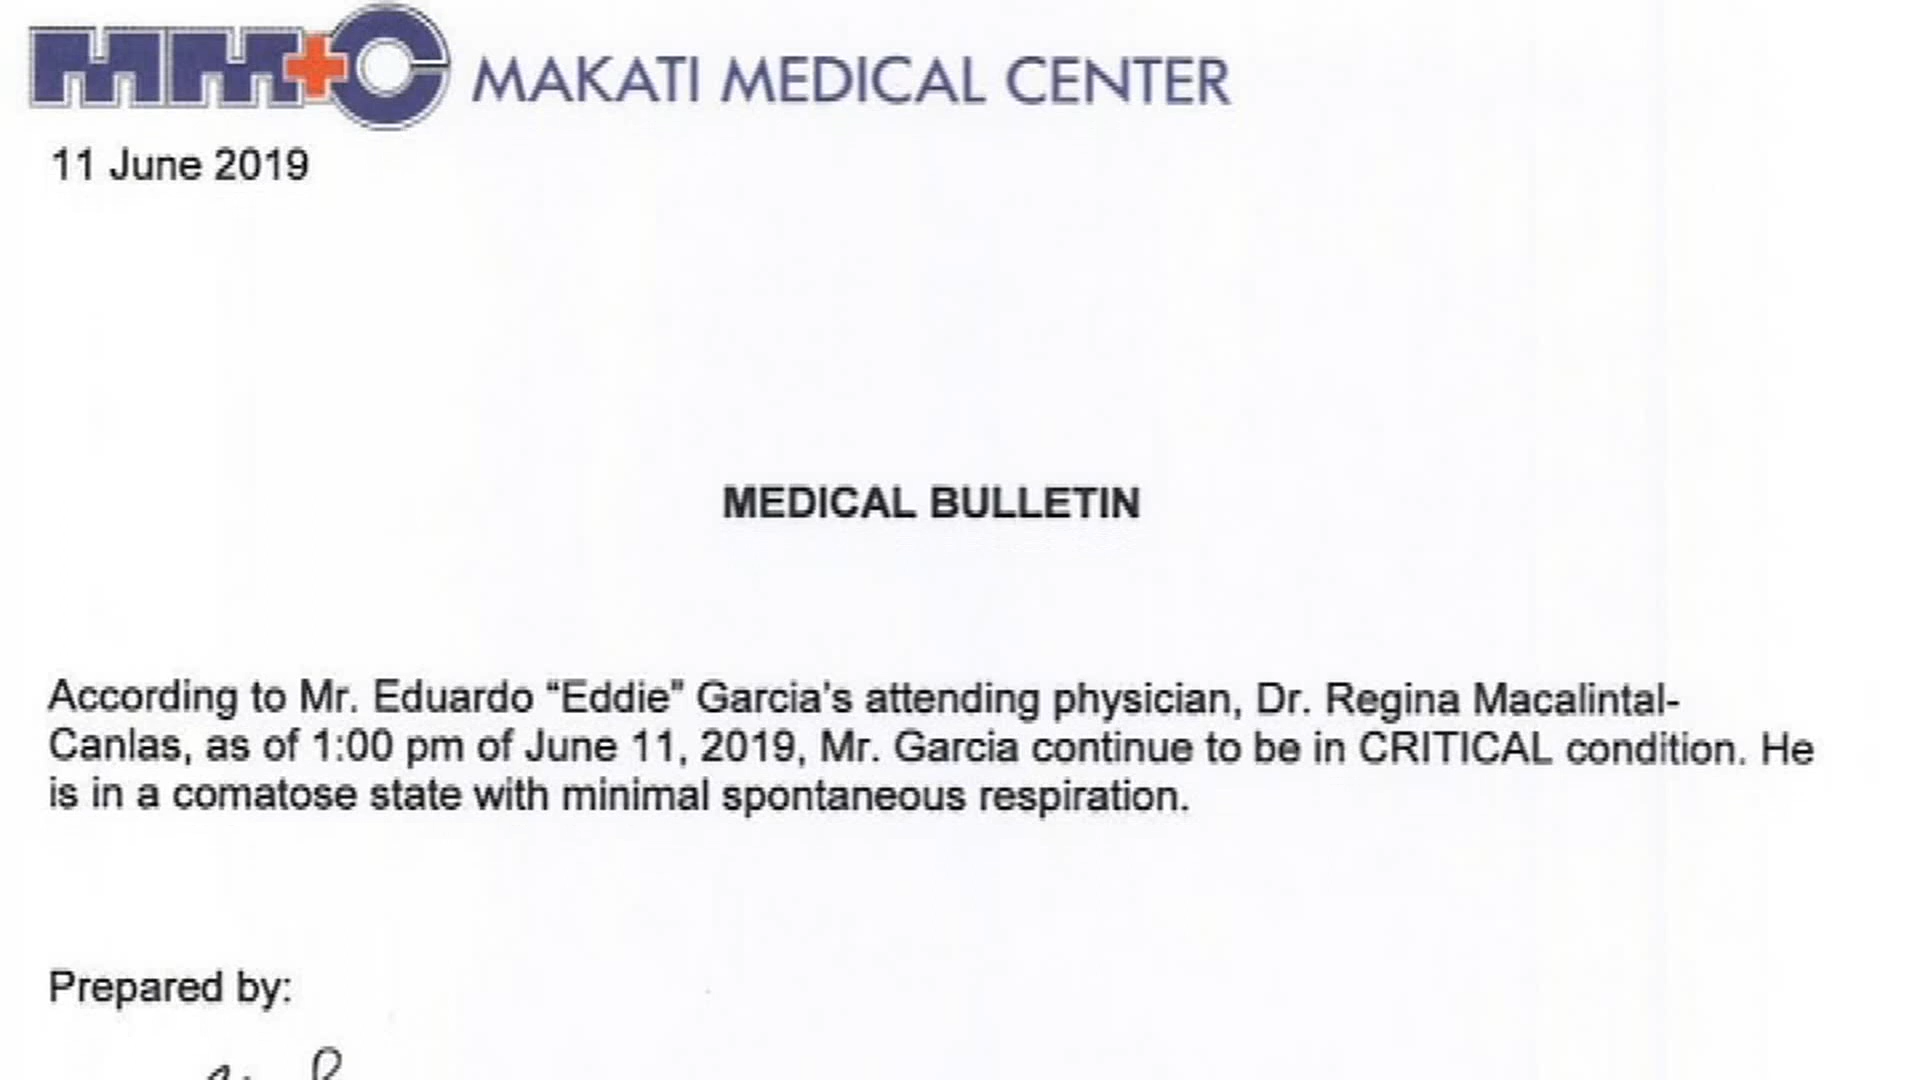 MM+C MAKATI MEDICAL CENTER
11 June 2019
MEDICAL BULLETIN
According to Mr. Eduardo “Eddie" Garcia's attending physician, Dr. Regina Macalintal-
Canlas, as of 1:00 pm of June 11, 2019, Mr. Garcia continue to be in CRITICAL condition. He
is in a comatose state with minimal spontaneous respiration.
Prepared by: